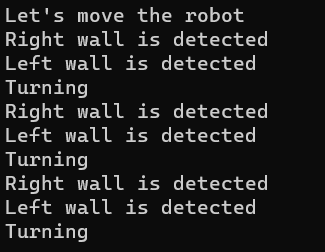 Let's move the robot
Right wall is detected
Left wall is detected
Turning
Right wall is detected
Left wall is detected
Turning
Right wall is detected
Left wall is detected
Turning